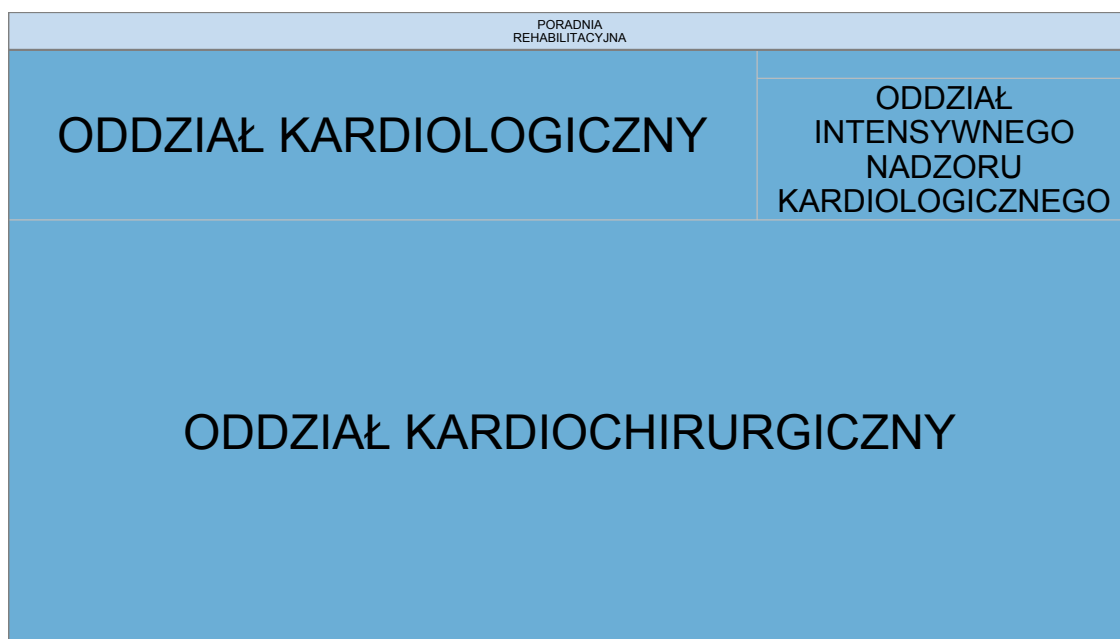 PORADNIA
REHABILITACYJNA
ODDZIAŁ KARDIOLOGICZNY
ODDZIAŁ
INTENSYWNEGO
NADZORU
KARDIOLOGICZNEGO
ODDZIAŁ KARDIOCHIRURGICZNY